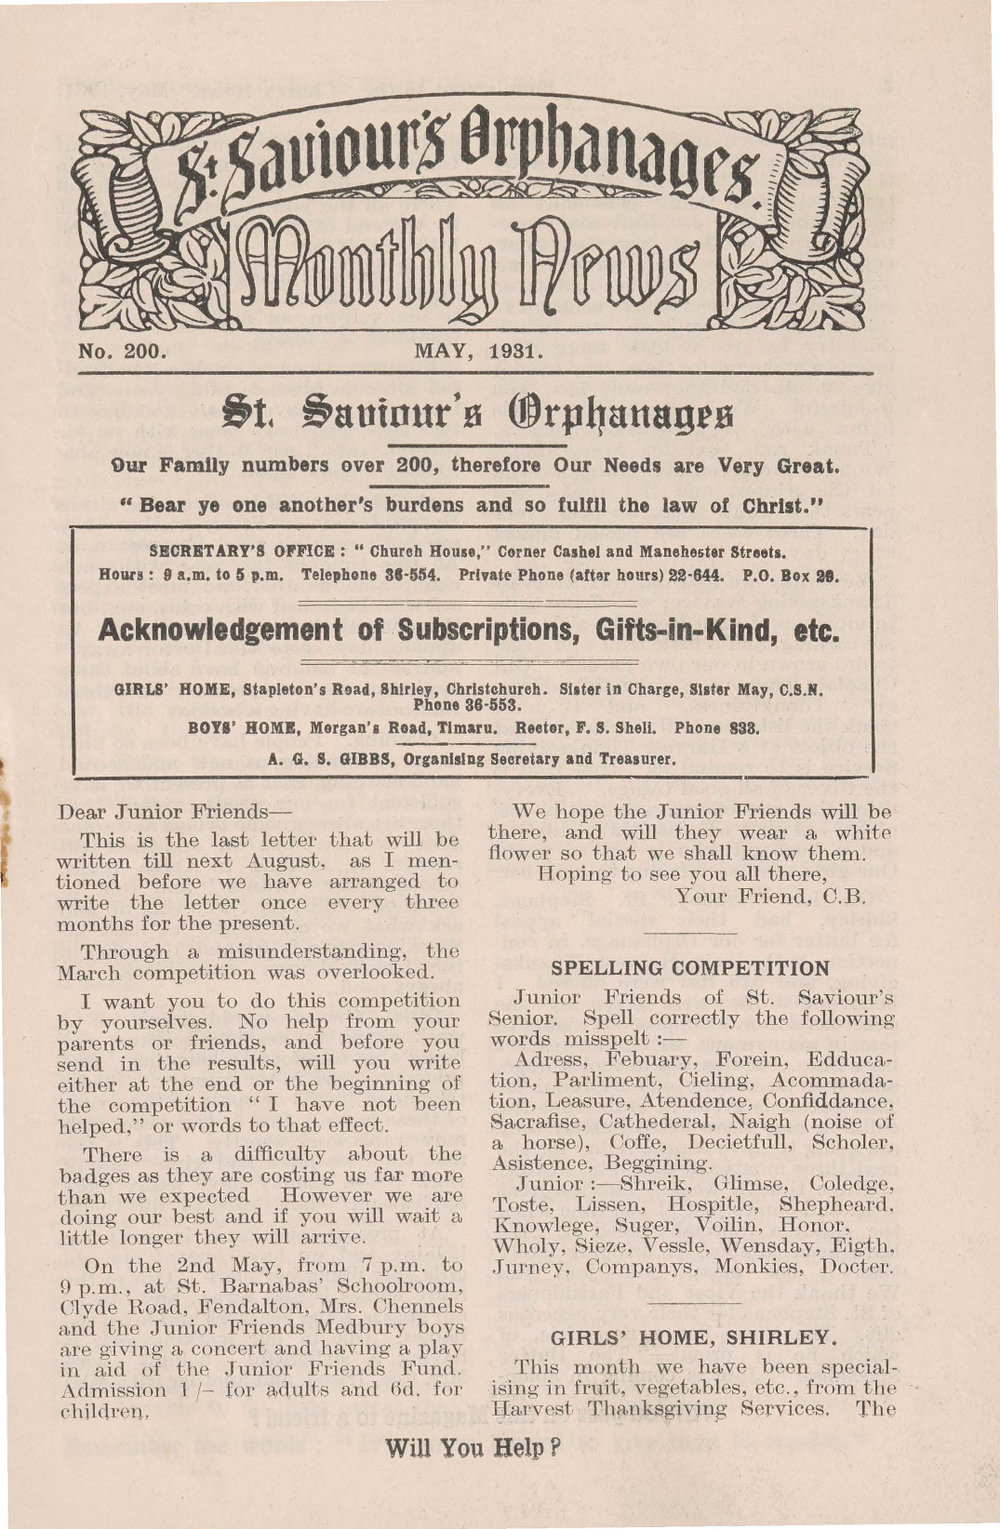 St. Saviour's Orphanages.
Monthly News
No. 200.
MAY, 1931.
St. Saviour's Orphanages
Our Family numbers over 200, therefore Our Needs are Very Great.
“ Bear ye one another's burdens and so fulfil the law of Christ.”
SECRETARY'S OFFICE : “ Church House,” Corner Cashel and Manchester Streets.
Hours : 9 a.m. to 5 p.m. Telephone 36-554. Private Phone (after hours) 22-644. P.O. Box 29.
Acknowledgement of Subscriptions, Gifts-in-Kind, etc.
GIRLS' HOME, Stapleton's Road, Shirley, Christchurch. Sister in Charge, Sister May, C.S.N.
Phone 36-553.
BOYS' HOME, Morgan's Road, Timaru. Rector, F. S. Shell. Phone 833.
A. G. S. GIBBS, Organising Secretary and Treasurer.
Dear Junior Friends—
This is the last letter that will be
written till next August, as I men-
tioned before we have arranged to
write the letter once every three
months for the present.
Through a misunderstanding, the
March competition was overlooked.
I want you to do this competition
by yourselves. No help from your
parents or friends, and before you
send in the results, will you write
either at the end or the beginning of
the competition “ I have not been
helped,” or words to that effect.
There is a difficulty about the
badges as they are costing us far more
than we expected However we are
doing our best and if you will wait a
little longer they will arrive.
On the 2nd May, from 7 p.m. to
9 p.m., at St. Barnabas' Schoolroom,
Clyde Road, Fendalton, Mrs. Chennels
and the Junior Friends Medbury boys
are giving a concert and having a play
in aid of the Junior Friends Fund.
Admission 1/- for adults and 6d. for
children,
We hope the Junior Friends will be
there, and will they wear a white
flower so that we shall know them.
Hoping to see you all there,
Your Friend, C.B.
SPELLING COMPETITION
Junior Friends of St. Saviour's
Senior. Spell correctly the following
words misspelt :—
Adress, Febuary, Forein, Edduca-
tion, Parliment, Cieling, Acommada-
tion, Leasure, Atendence, Confiddance,
Sacrafise, Cathederal, Naigh (noise of
a horse), Coffe, Decietfull, Scholer,
Asistence, Beggining.
Junior :—Shreik, Glimse, Coledge,
Toste, Lissen, Hospitle, Shepheard,
Knowlege, Suger, Voilin, Honor,
Wholy, Sieze, Vessle, Wensday, Eigth,
Jurney, Companys, Monkies, Docter.
GIRLS' HOME, SHIRLEY.
This month we have been special-
ising in fruit, vegetables, etc., from the
Harvest Thanksgiving Services. The
Will You Help ?